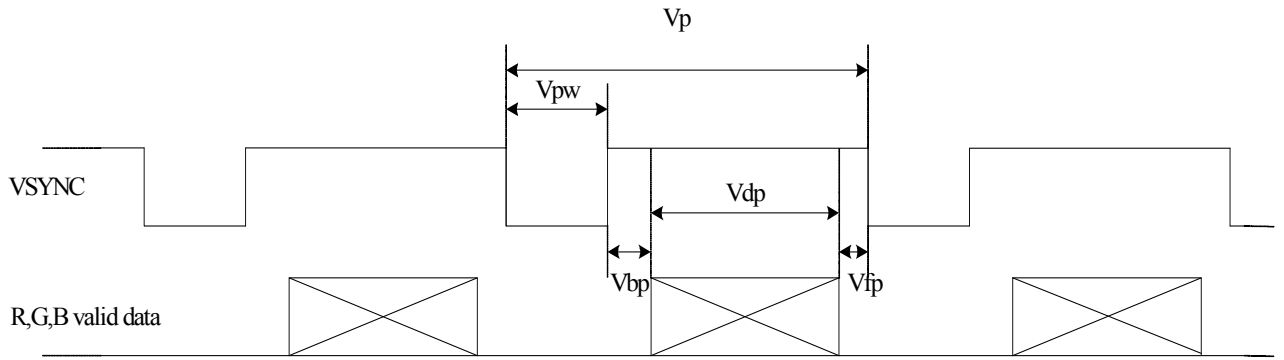 Vp
Vpw
VSYNC
Vdp
Vbp
Vfp
R,G,B valid data